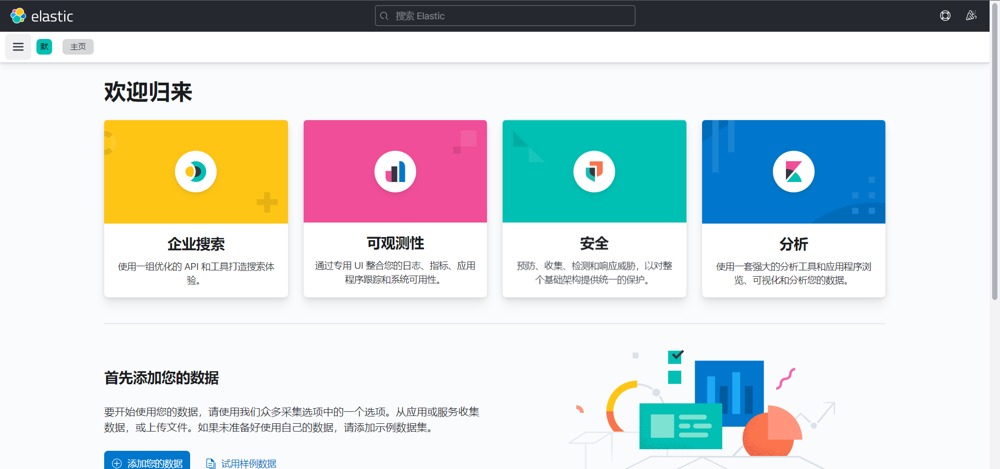 elastic
搜索 Elastic
默
主页
欢迎归来
企业搜索
使用一组优化的 API 和工具打造搜索体
验。
可观测性
通过专用 UI 整合您的日志、指标、应用
程序跟踪和系统可用性。
安全
预防、收集、检测和响应威胁，以对整
个基础架构提供统一的保护。
分析
使用一套强大的分析工具和应用程序浏
览、可视化和分析您的数据。
首先添加您的数据
要开始使用您的数据，请使用我们众多采集选项中的一个选项。从应用或服务收集
数据，或上传文件。如果未准备好使用自己的数据，请添加示例数据集。
添加您的数据
试用样例数据